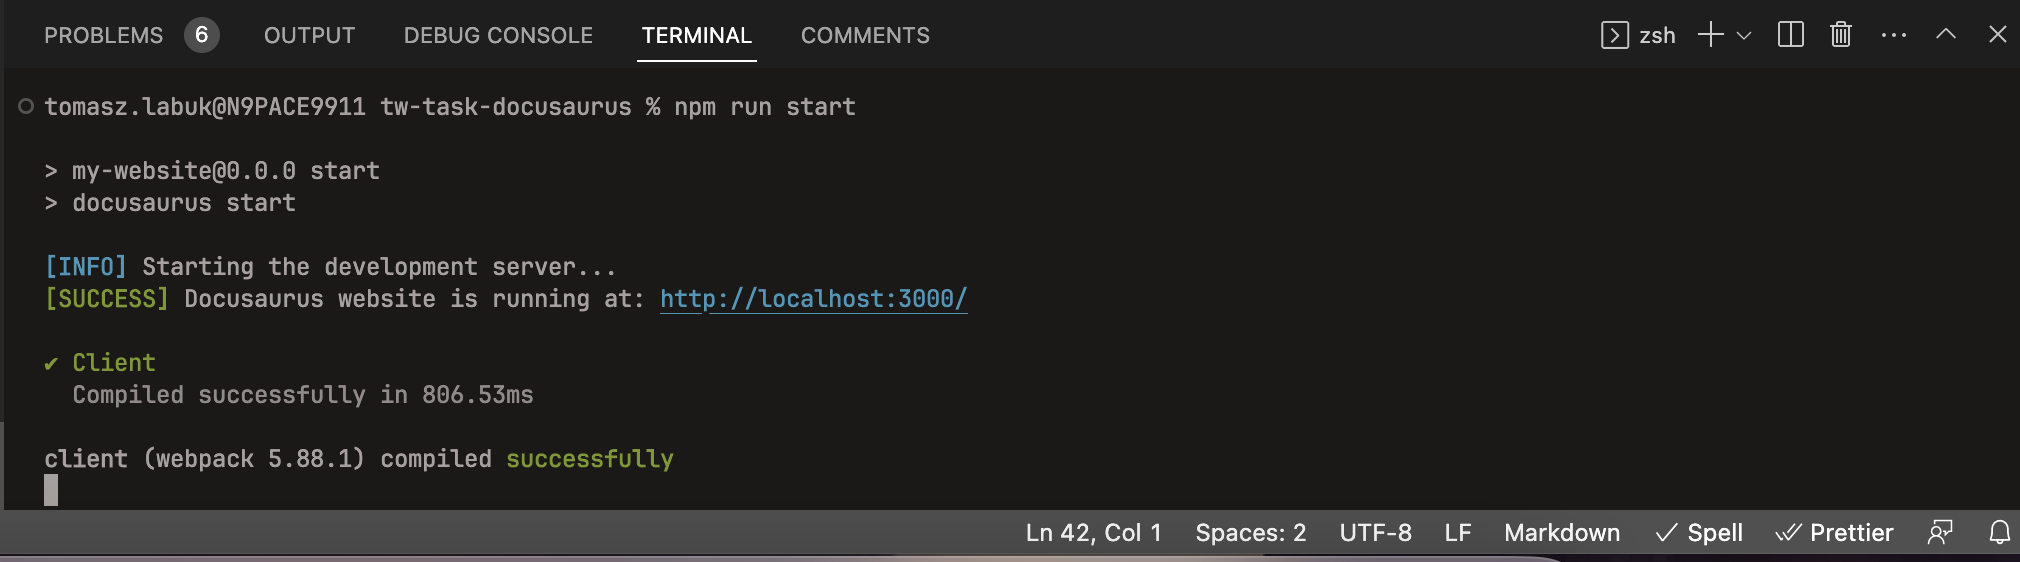 PROBLEMS 6 OUTPUT DEBUG CONSOLE TERMINAL COMMENTS zsh
tomasz.labuk@N9PACE9911 tw-task-docusaurus % npm run start
> my-website@0.0.0 start
> docusaurus start
[INFO] Starting the development server...
[SUCCESS] Docusaurus website is running at: http://localhost:3000/
✔ Client
Compiled successfully in 806.53ms
client (webpack 5.88.1) compiled successfully
Ln 42, Col 1 Spaces: 2 UTF-8 LF Markdown Spell Prettier